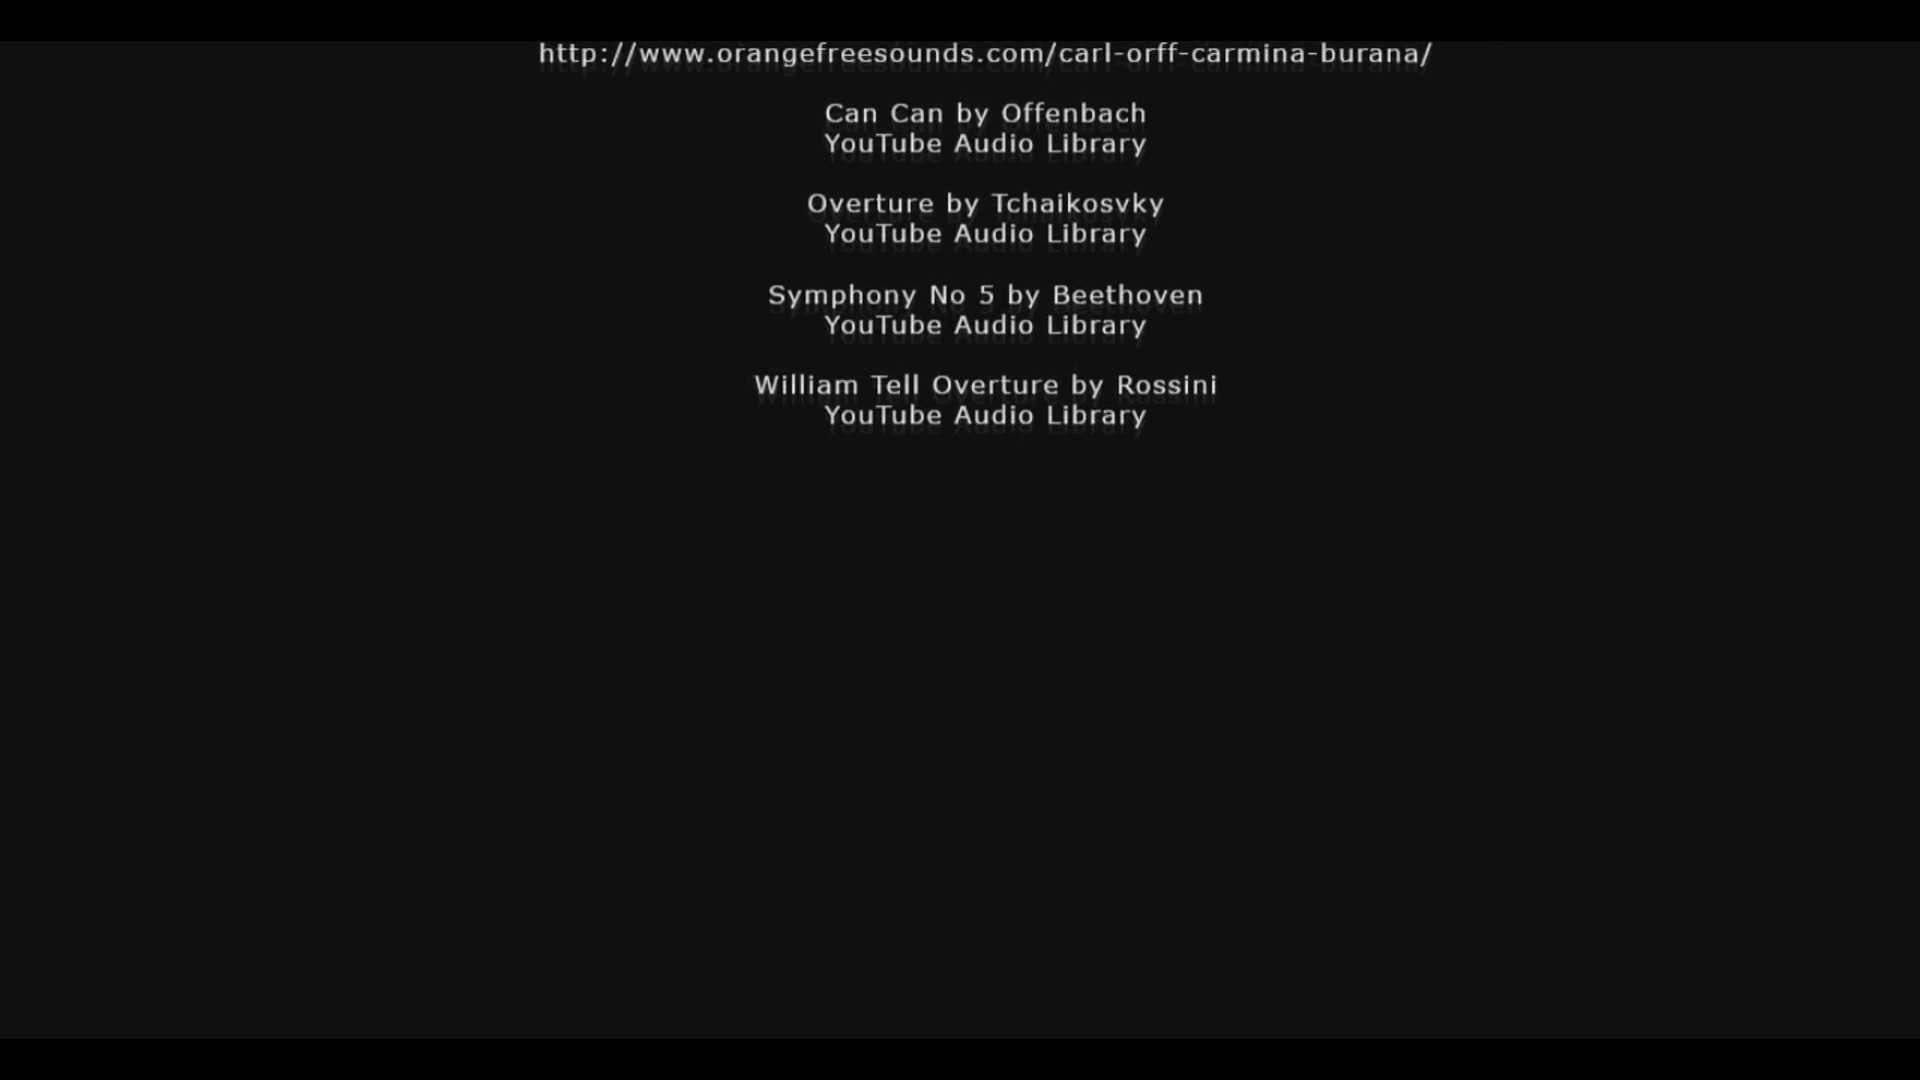 http://www.orangefreesounds.com/carl-orff-carmina-burana/
Can Can by Offenbach
YouTube Audio Library
Overture by Tchaikosvky
YouTube Audio Library
Symphony No 5 by Beethoven
YouTube Audio Library
William Tell Overture by Rossini
YouTube Audio Library